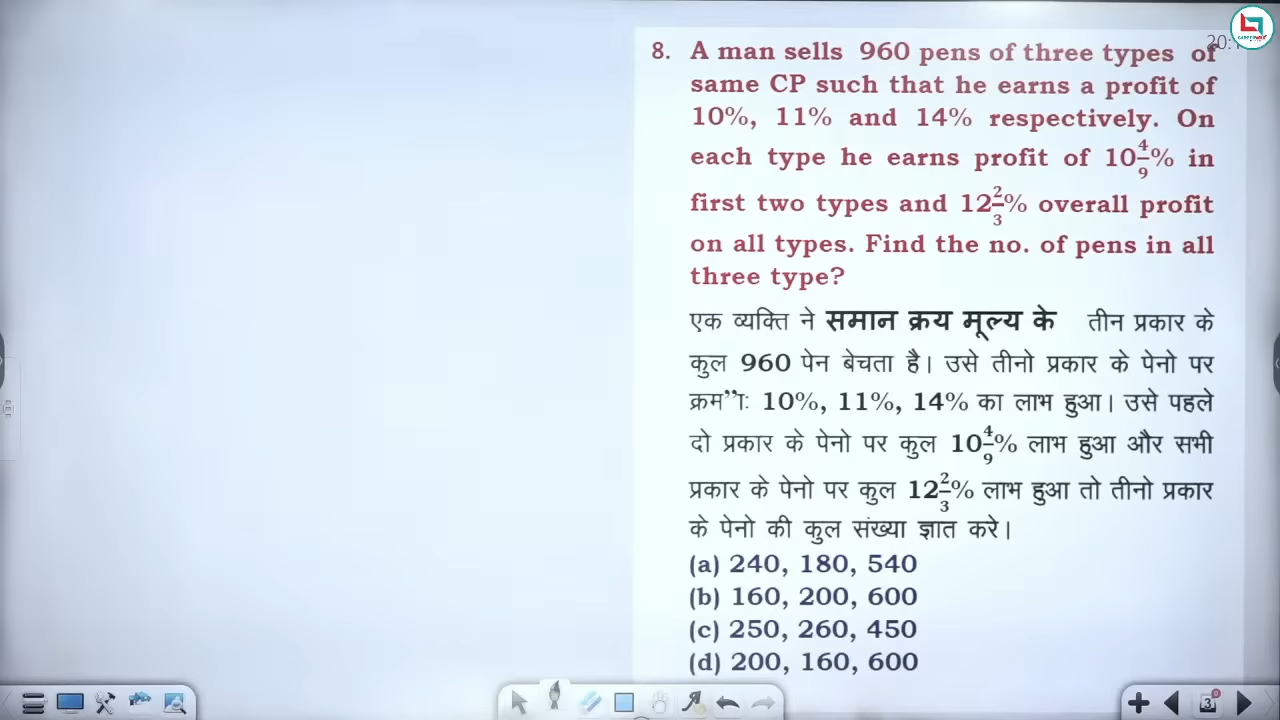 20:1
8. A man sells 960 pens of three types of
same CP such that he earns a profit of
10%, 11% and 14% respectively. On
each type he earns profit of 10 4/9% in
first two types and 12 2/3% overall profit
on all types. Find the no. of pens in all
three type?
एक व्यक्ति ने समान क्रय मूल्य के तीन प्रकार के
कुल 960 पेन बेचता है। उसे तीनो प्रकार के पेनो पर
क्रम”ाः 10%, 11%, 14% का लाभ हुआ। उसे पहले
दो प्रकार के पेनो पर कुल 10 4/9% लाभ हुआ और सभी
प्रकार के पेनो पर कुल 12 2/3% लाभ हुआ तो तीनो प्रकार
के पेनो की कुल संख्या ज्ञात करे।
(a) 240, 180, 540
(b) 160, 200, 600
(c) 250, 260, 450
(d) 200, 160, 600
3